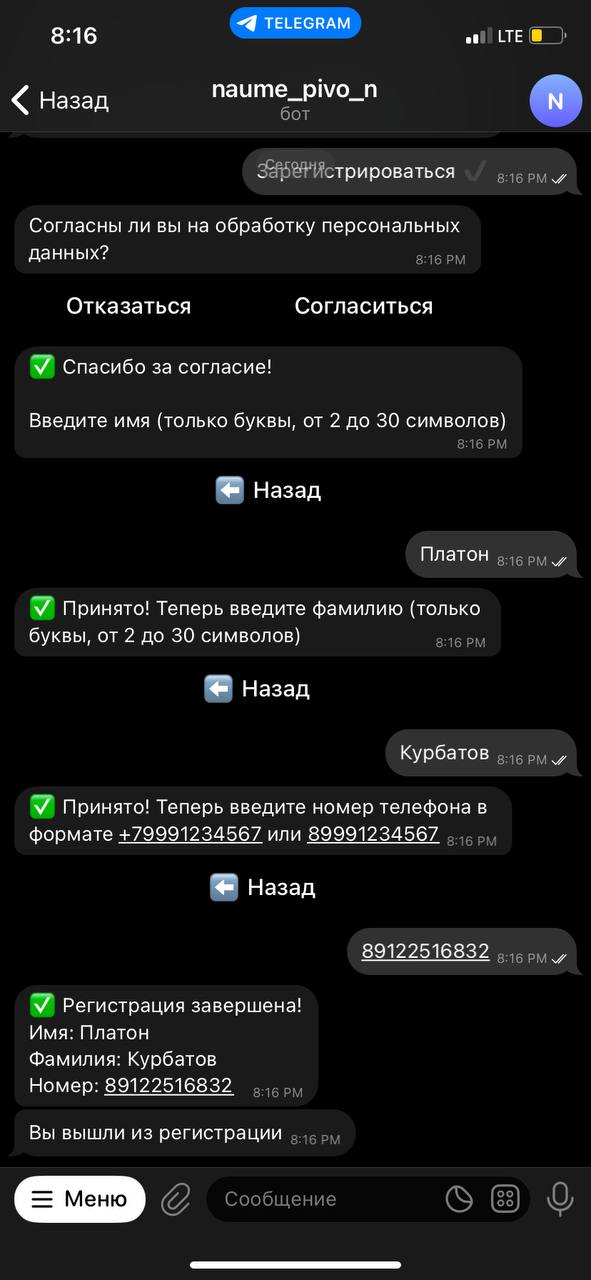 8:16
TELEGRAM
LTE
Назад
naume_pivo_n
бот
N
Сегодня
Зарегистрироваться ✔ 8:16 PM
Согласны ли вы на обработку персональных
данных? 8:16 PM
Отказаться Согласиться
✅ Спасибо за согласие!
Введите имя (только буквы, от 2 до 30 символов)
8:16 PM
⬅ Назад
Платон 8:16 PM
✅ Принято! Теперь введите фамилию (только
буквы, от 2 до 30 символов) 8:16 PM
⬅ Назад
Курбатов 8:16 PM
✅ Принято! Теперь введите номер телефона в
формате +79991234567 или 89991234567 8:16 PM
⬅ Назад
89122516832 8:16 PM
✅ Регистрация завершена!
Имя: Платон
Фамилия: Курбатов
Номер: 89122516832 8:16 PM
Вы вышли из регистрации 8:16 PM
Меню
Сообщение